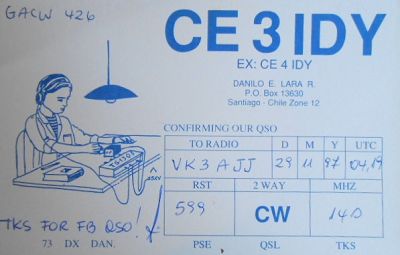 GACW 426
CE 3 IDY
EX: CE 4 IDY
DANILO E. LARA R.
P.O. Box 13630
Santiago - Chile Zone 12
CONFIRMING OUR QSO
TO RADIO D M Y UTC
VK3AJJ 29 11 97 04,19
RST 2 WAY MHZ
599 CW 14.0
TKS FOR FB QSO!
73 DX DAN. PSE QSL TKS